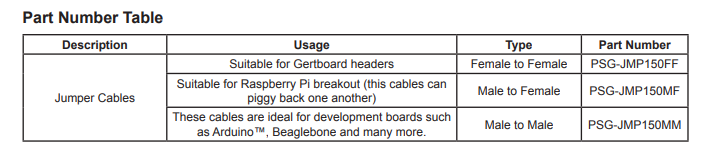 Part Number Table
Description Usage Type Part Number
Jumper Cables
Suitable for Gertboard headers Female to Female PSG-JMP150FF
Suitable for Raspberry Pi breakout (this cables can
piggy back one another) Male to Female PSG-JMP150MF
These cables are ideal for development boards such
as Arduino™, Beaglebone and many more. Male to Male PSG-JMP150MM